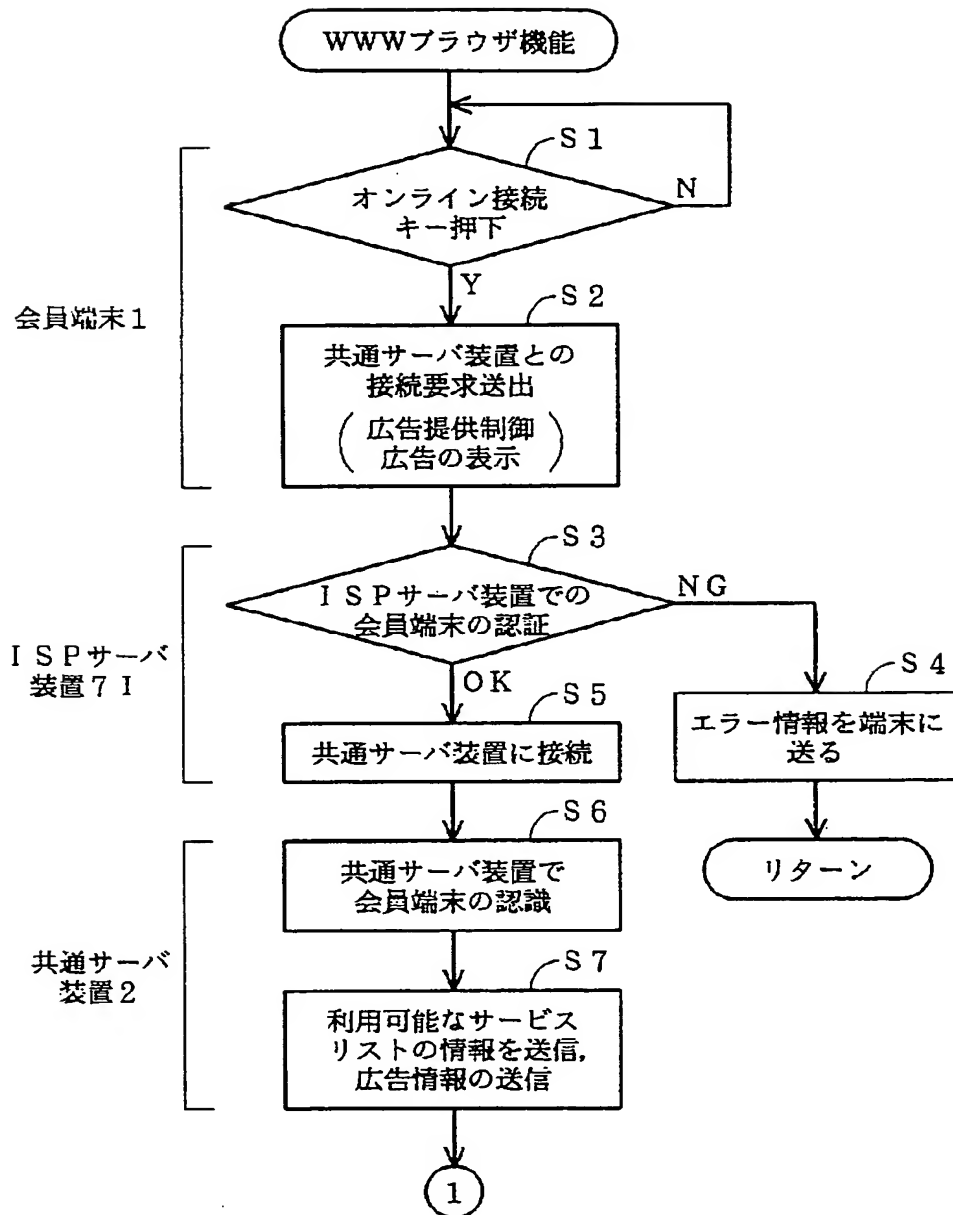 WWWブラウザ機能
S1
オンライン接続
キー押下
N
Y
会員端末1
S2
共通サーバ装置との
接続要求送出
広告提供制御
広告の表示
S3
ISPサーバ装置での
会員端末の認証
NG
OK
ISPサーバ
装置7I
S4
エラー情報を端末に
送る
S5
共通サーバ装置に接続
リターン
S6
共通サーバ装置で
会員端末の認識
共通サーバ
装置2
S7
利用可能なサービス
リストの情報を送信,
広告情報の送信
1